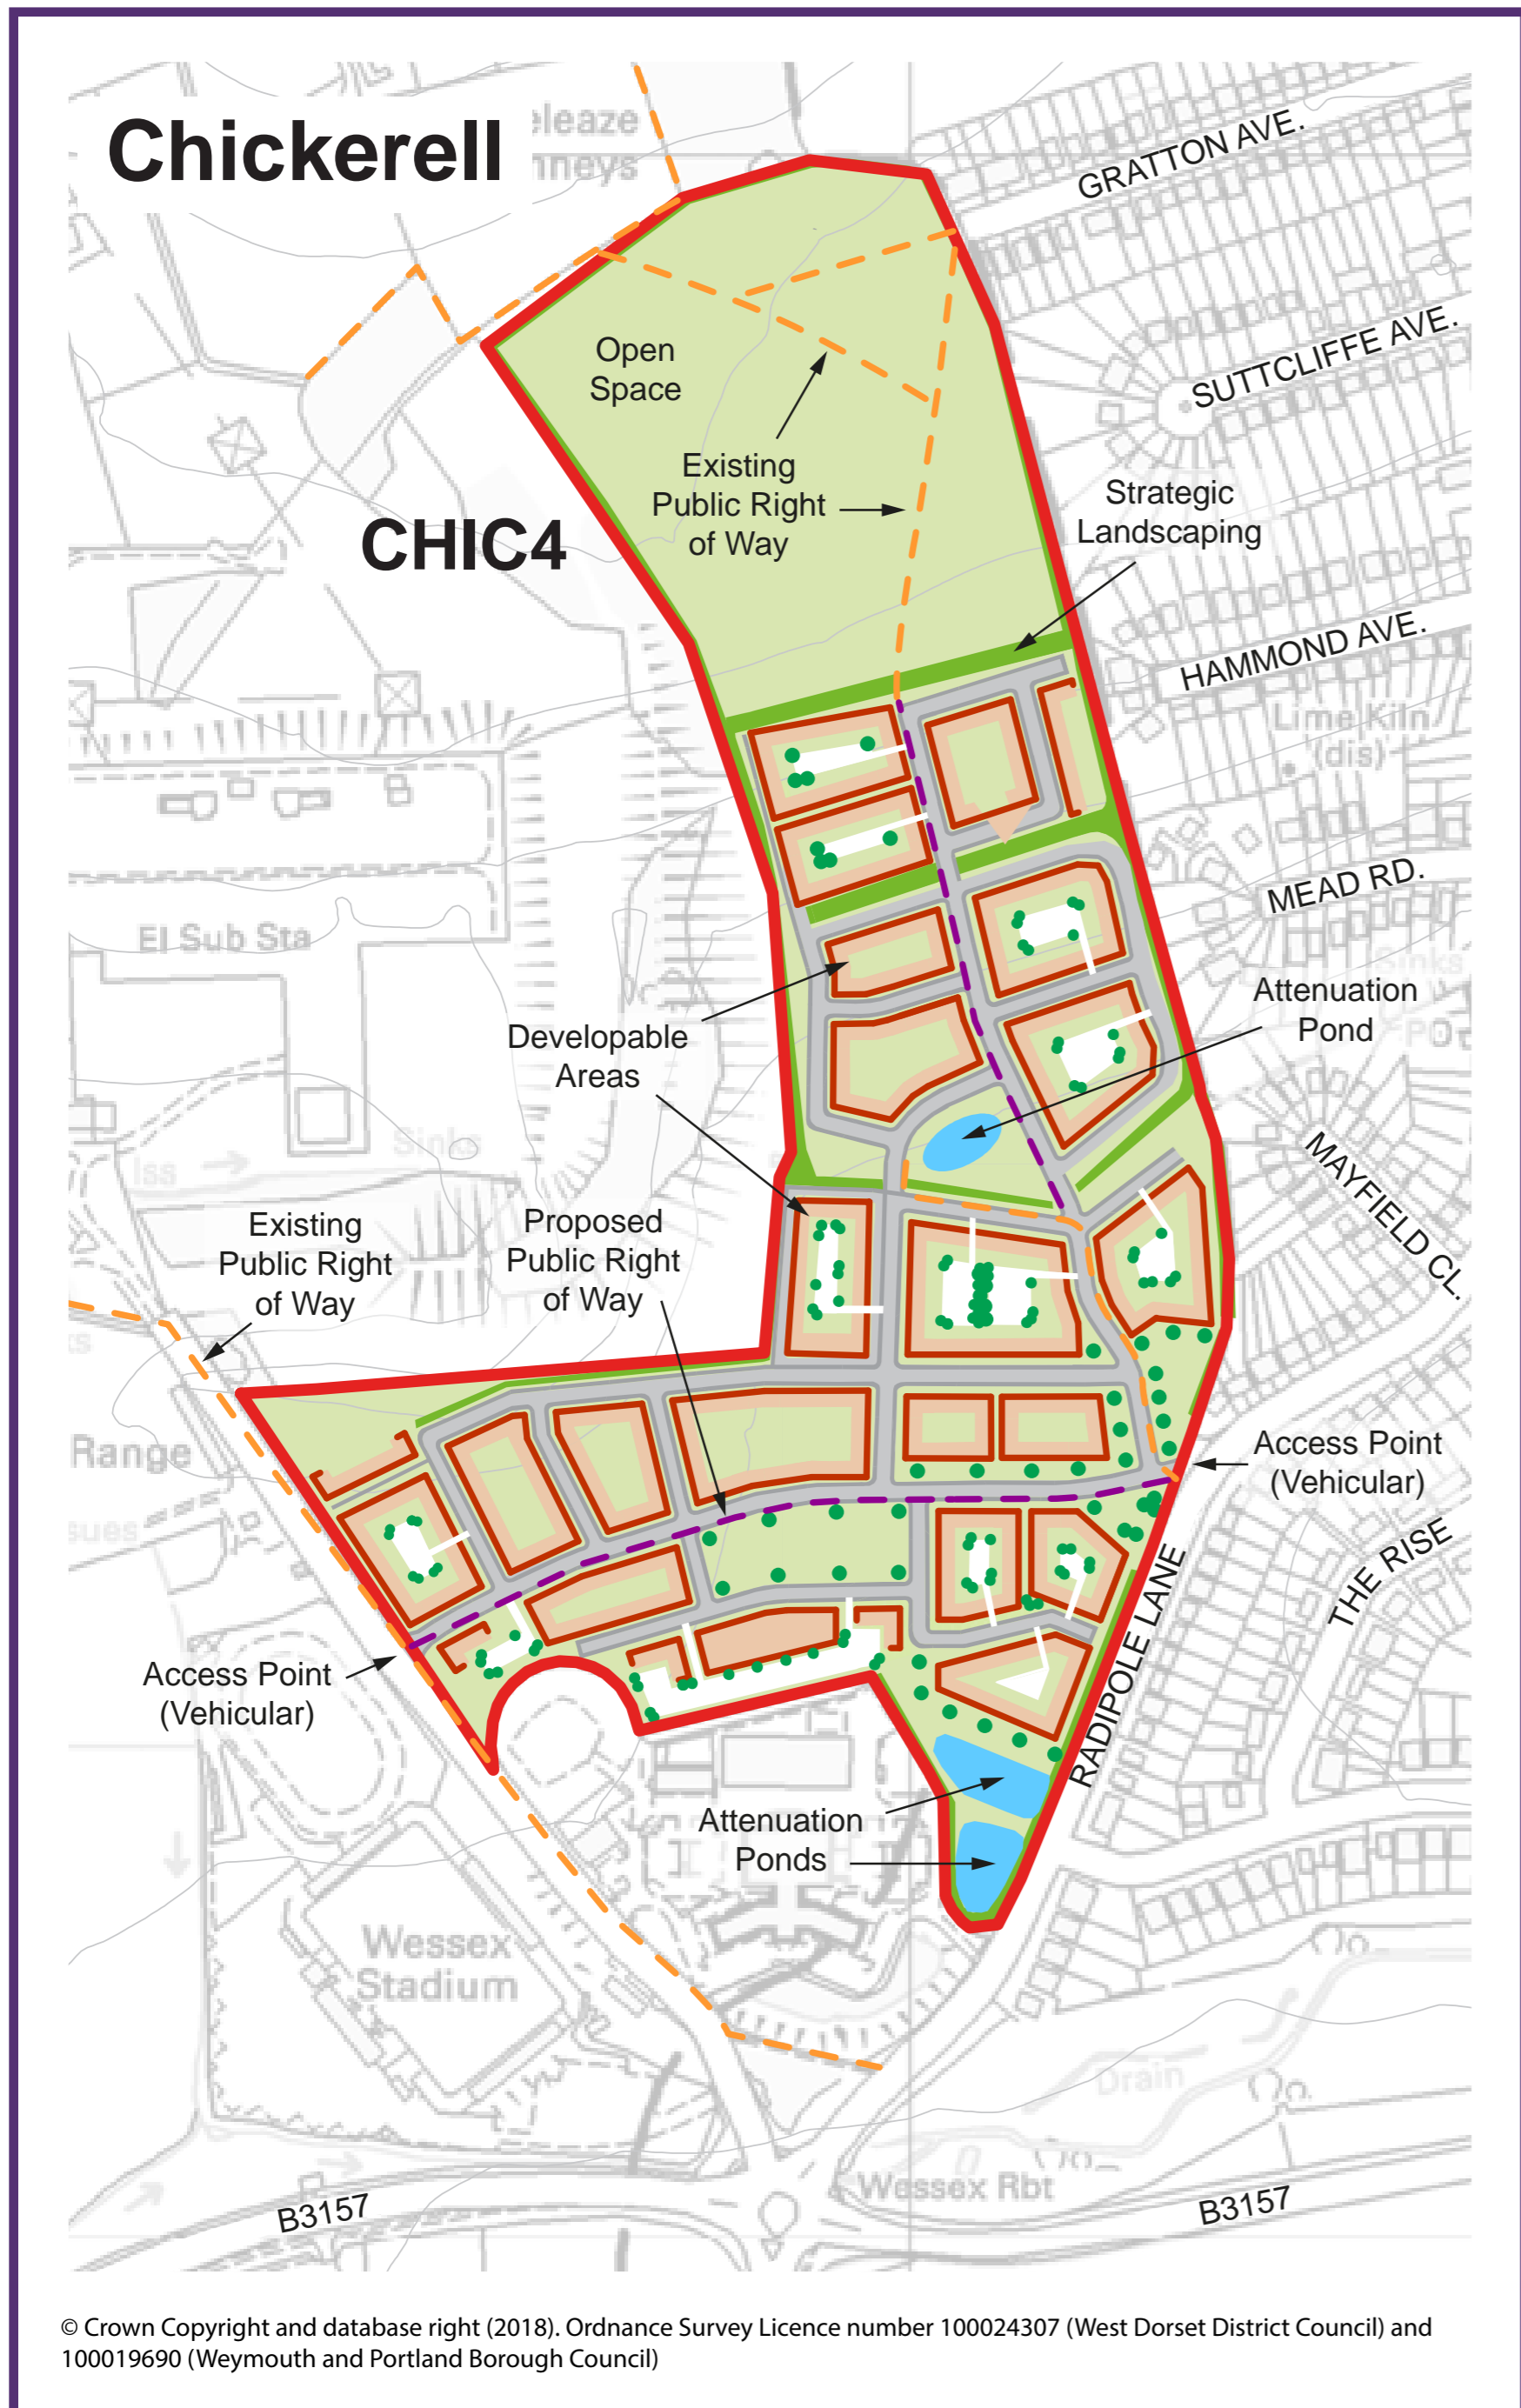 Chickerell
GRATTON AVE.
SUTTCLIFFE AVE.
Open
Space
Existing
Public Right
of Way
Strategic
Landscaping
CHIC4
HAMMOND AVE.
Lime Kiln
(dis)
MEAD RD.
El Sub Sta
Attenuation
Pond
Developable
Areas
Sinks
MAYFIELD CL.
Existing
Public Right
of Way
Proposed
Public Right
of Way
Range
Access Point
(Vehicular)
THE RISE
RADIPOLE LANE
Access Point
(Vehicular)
Attenuation
Ponds
Wessex
Stadium
Drain
Wessex Rbt
B3157
B3157
© Crown Copyright and database right (2018). Ordnance Survey Licence number 100024307 (West Dorset District Council) and
100019690 (Weymouth and Portland Borough Council)